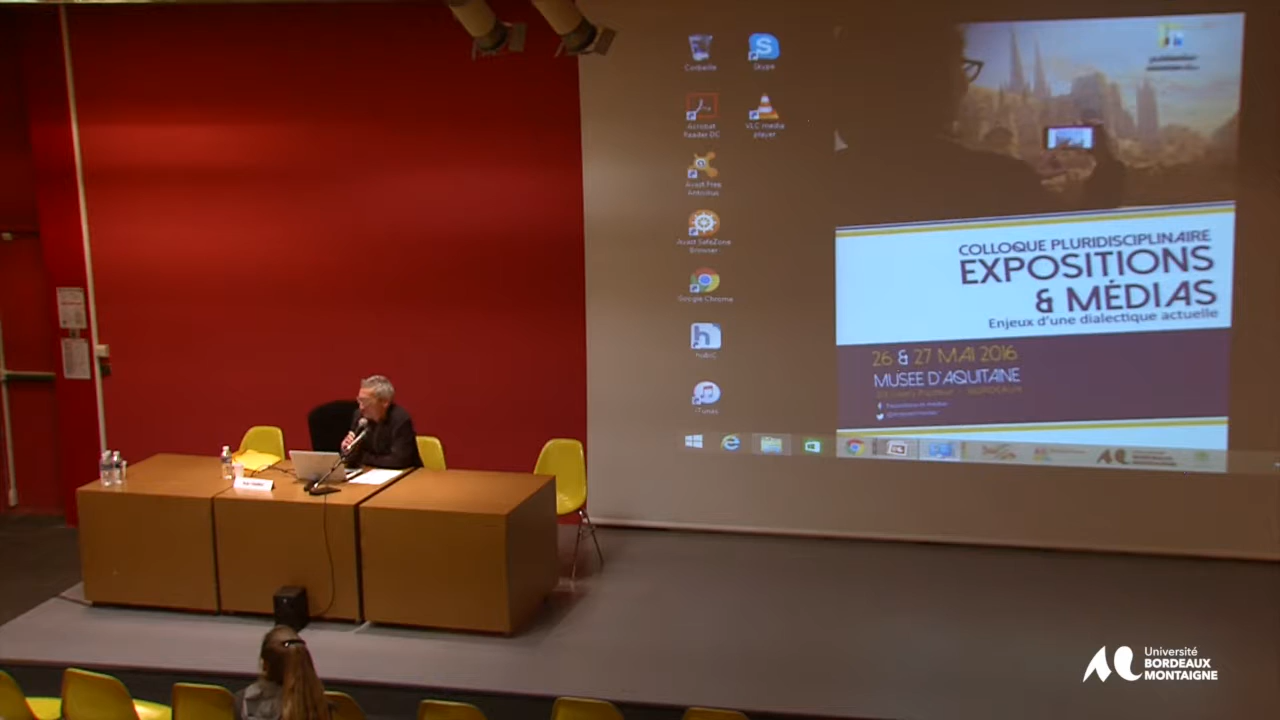 Corbeille
Skype
Acrobat
Reader DC
VLC media
player
Avast Free
Antivirus
Avast SafeZone
Browser
Google Chrome
iTunes
COLLOQUE PLURIDISCIPLINAIRE
EXPOSITIONS
& MÉDIAS
Enjeux d'une dialectique actuelle
26 & 27 MAI 2016
MUSEE D'AQUITAINE
Université
BORDEAUX
MONTAIGNE